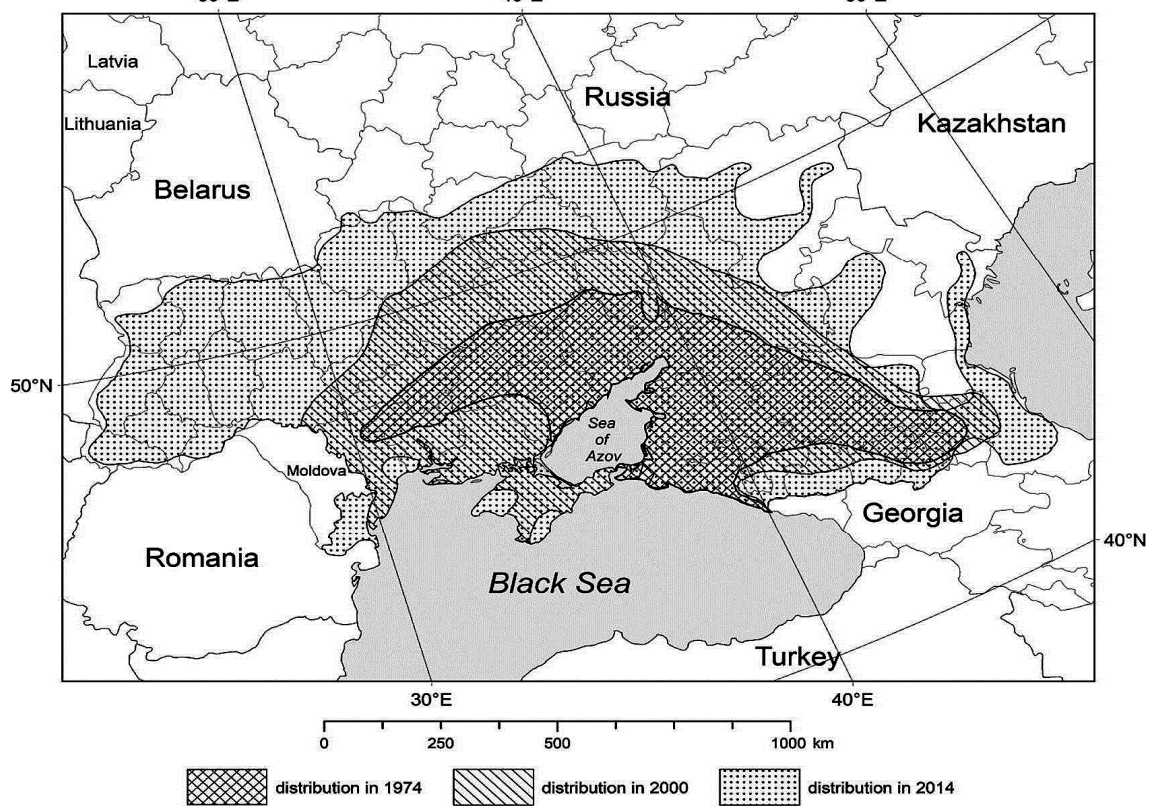 Latvia
Russia
Lithuania
Kazakhstan
Belarus
50°N
Sea
of
Azov
Moldova
Georgia
40°N
Romania
Black Sea
Turkey
30°E
40°E
0
250
500
1000 km
distribution in 1974
distribution in 2000
distribution in 2014